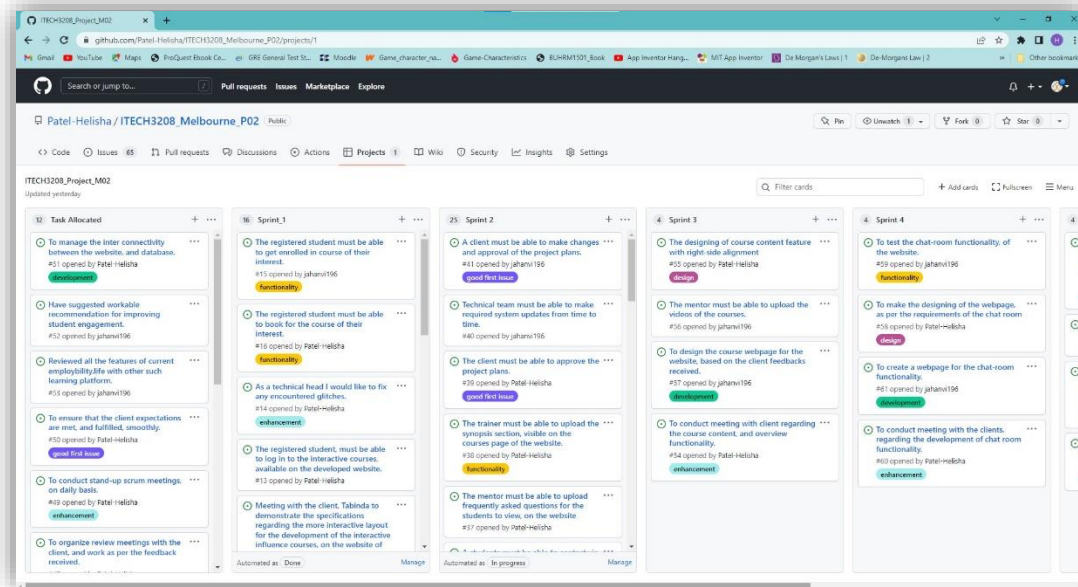 ITECH3208_Project_M02
github.com/Patel-Helisha/ITECH3208_Melbourne_P02/projects/1
Gmail YouTube Maps ProQuest Ebook Ce... GRE General Test St... Moodle Game_character_na... Game-Characteristics BUHRM1501_Book App Inventor Hang... MIT App Inventor De Morgan's Laws | 1 De-Morgans Law | 2 » Other bookmark
Search or jump to... / Pull requests Issues Marketplace Explore
Patel-Helisha / ITECH3208_Melbourne_P02 Public
Pin Unwatch 1 Fork 0 Star 0
Code Issues 65 Pull requests Discussions Actions Projects 1 Wiki Security Insights Settings
ITECH3208_Project_M02
Updated yesterday
Filter cards
+ Add cards Fullscreen Menu
12 Task Allocated
To manage the inter connectivity
between the website, and database.
#51 opened by Patel-Helisha
development
Have suggested workable
recommendation for improving
student engagement.
#52 opened by jahanvi196
Reviewed all the features of current
employbility.life with other such
learning platform.
#53 opened by jahanvi196
To ensure that the client expectations
are met, and fulfilled, smoothly.
#50 opened by Patel-Helisha
good first issue
To conduct stand-up scrum meetings,
on daily basis.
#49 opened by Patel-Helisha
enhancement
To organize review meetings with the
client, and work as per the feedback
received.
16 Sprint_1
The registered student must be able
to get enrolled in course of their
interest.
#15 opened by jahanvi196
functionality
The registered student must be able
to book for the course of their
interest.
#16 opened by Patel-Helisha
functionality
As a technical head I would like to fix
any encountered glitches.
#14 opened by Patel-Helisha
enhancement
The registered student, must be able
to log in to the interactive courses,
available on the developed website.
#13 opened by Patel-Helisha
Meeting with the client, Tabinda to
demonstrate the specifications
regarding the more interactive layout
for the development of the interactive
influence courses, on the website of
Automated as Done Manage
25 Sprint 2
A client must be able to make changes
and approval of the project plans.
#41 opened by jahanvi196
good first issue
Technical team must be able to make
required system updates from time to
time.
#40 opened by jahanvi196
The client must be able to approve the
project plans.
#39 opened by Patel-Helisha
good first issue
The trainer must be able to upload the
synopsis section, visible on the
courses page of the website.
#38 opened by Patel-Helisha
functionality
The mentor must be able to upload
frequently asked questions for the
students to view, on the website
#37 opened by Patel-Helisha
Automated as In progress Manage
4 Sprint 3
The designing of course content feature
with right-side alignment
#55 opened by Patel-Helisha
design
The mentor must be able to upload the
videos of the courses.
#56 opened by jahanvi196
To design the course webpage for the
website, based on the client feedbacks
received.
#57 opened by jahanvi196
development
To conduct meeting with client regarding
the course content, and overview
functionality.
#54 opened by Patel-Helisha
enhancement
4 Sprint 4
To test the chat-room functionality, of
the website.
#59 opened by jahanvi196
functionality
To make the designing of the webpage,
as per the requirements of the chat room
#58 opened by Patel-Helisha
design
To create a webpage for the chat-room
functionality.
#61 opened by jahanvi196
development
To conduct meeting with the clients,
regarding the development of chat room
functionality.
#60 opened by Patel-Helisha
enhancement
4